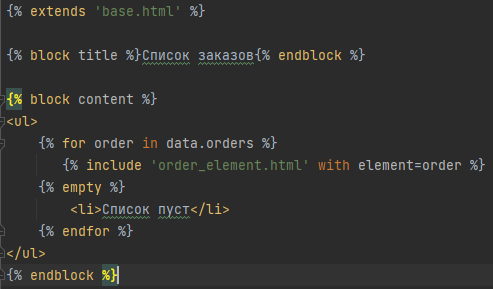 {% extends 'base.html' %}
{% block title %}Список заказов{% endblock %}
{% block content %}
<ul>
{% for order in data.orders %}
{% include 'order_element.html' with element=order %}
{% empty %}
<li>Список пуст</li>
{% endfor %}
</ul>
{% endblock %}